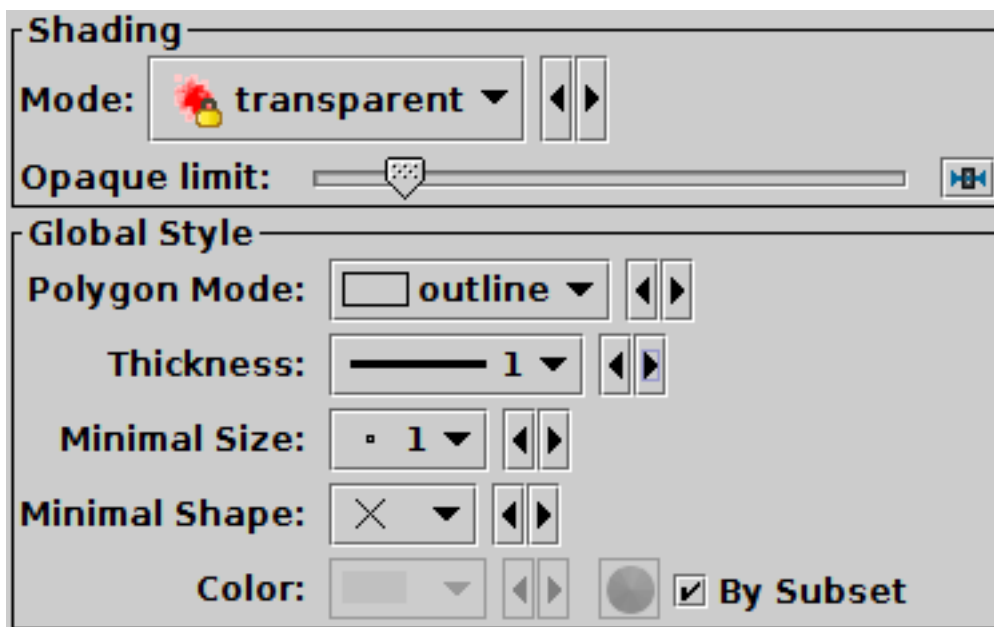 Shading
Mode: transparent
Opaque limit:
Global Style
Polygon Mode: outline
Thickness: 1
Minimal Size: 1
Minimal Shape:
Color: By Subset